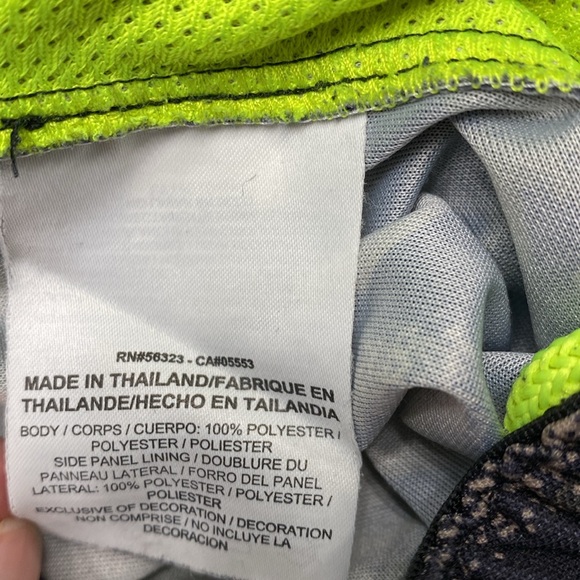 RN#56323 - CA#05553
MADE IN THAILAND/FABRIQUE EN
THAILANDE/HECHO EN TAILANDIA
BODY / CORPS / CUERPO: 100% POLYESTER /
POLYESTER / POLIESTER
SIDE PANEL LINING / DOUBLURE DU
PANNEAU LATERAL / FORRO DEL PANEL
LATERAL: 100% POLYESTER / POLYESTER /
POLIESTER
EXCLUSIVE OF DECORATION / DECORATION
NON COMPRISE / NO INCLUYE LA
DECORACION